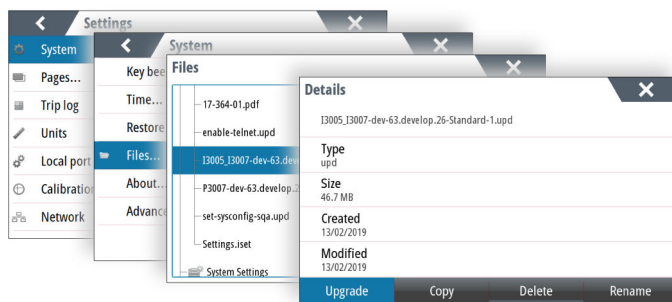 Settings
System
Pages...
Trip log
Units
Local port
Calibration
Network
System
Key bee
Time...
Restore
Files...
About...
Advance
Files
17-364-01.pdf
enable-telnet.upd
I3005_I3007-dev-63.dev
P3007-dev-63.develop.2
set-sysconfig-sqa.upd
Settings.iset
System Settings
Details
I3005_I3007-dev-63.develop.26-Standard-1.upd
Type
upd
Size
46.7 MB
Created
13/02/2019
Modified
13/02/2019
Upgrade Copy Delete Rename